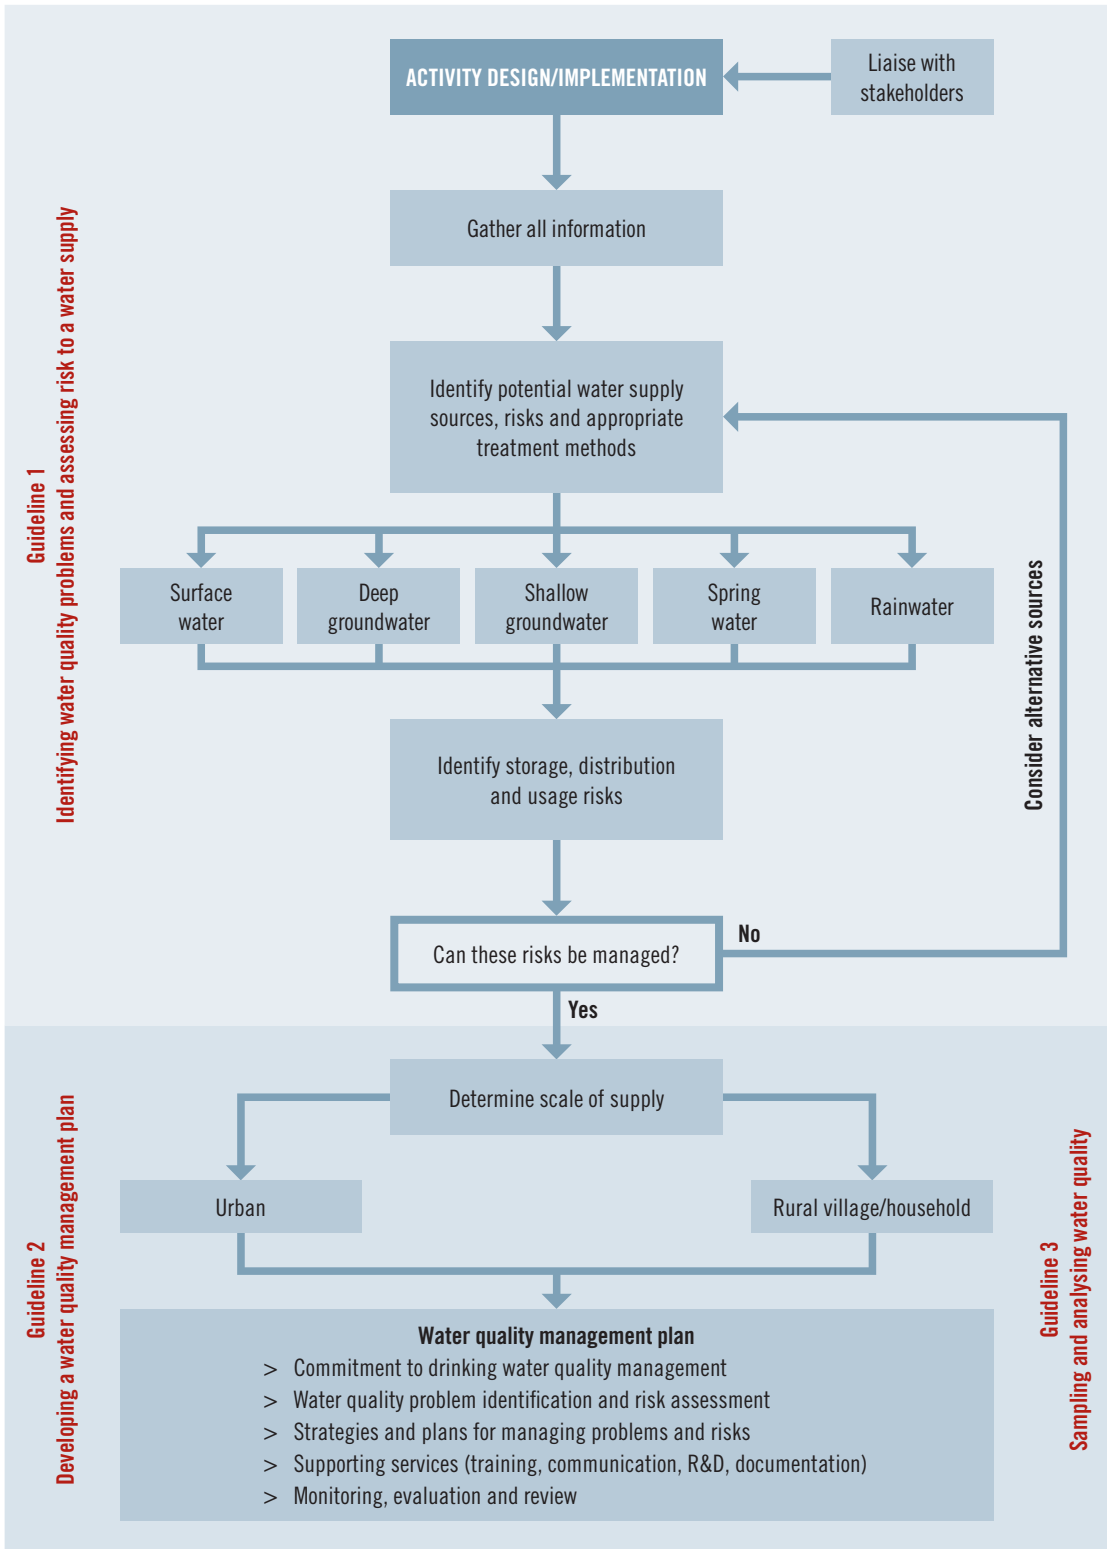 ACTIVITY DESIGN/IMPLEMENTATION
Liaise with
stakeholders
Gather all information
Guideline 1
Identifying water quality problems and assessing risk to a water supply
Identify potential water supply
sources, risks and appropriate
treatment methods
Surface
water
Deep
groundwater
Shallow
groundwater
Spring
water
Rainwater
Consider alternative sources
Identify storage, distribution
and usage risks
Can these risks be managed?
No
Yes
Determine scale of supply
Guideline 2
Developing a water quality management plan
Urban
Rural village/household
Guideline 3
Sampling and analysing water quality
Water quality management plan
> Commitment to drinking water quality management
> Water quality problem identification and risk assessment
> Strategies and plans for managing problems and risks
> Supporting services (training, communication, R&D, documentation)
> Monitoring, evaluation and review